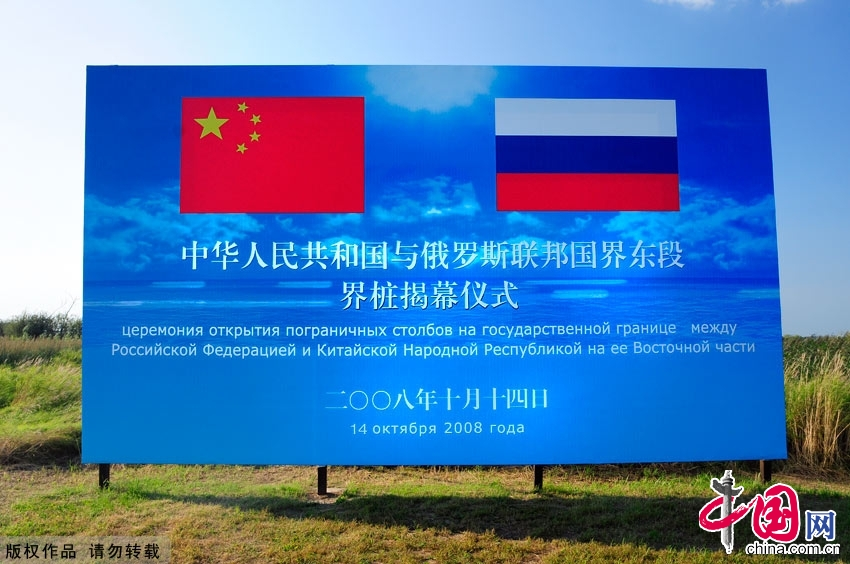 中华人民共和国与俄罗斯联邦国界东段
界桩揭幕仪式
церемония открытия пограничных столбов на государственной границе между
Российской Федерацией и Китайской Народной Республикой на ее Восточной части
二〇〇八年十月十四日
14 октября 2008 года
中国网
china.com.cn
版权作品 请勿转载